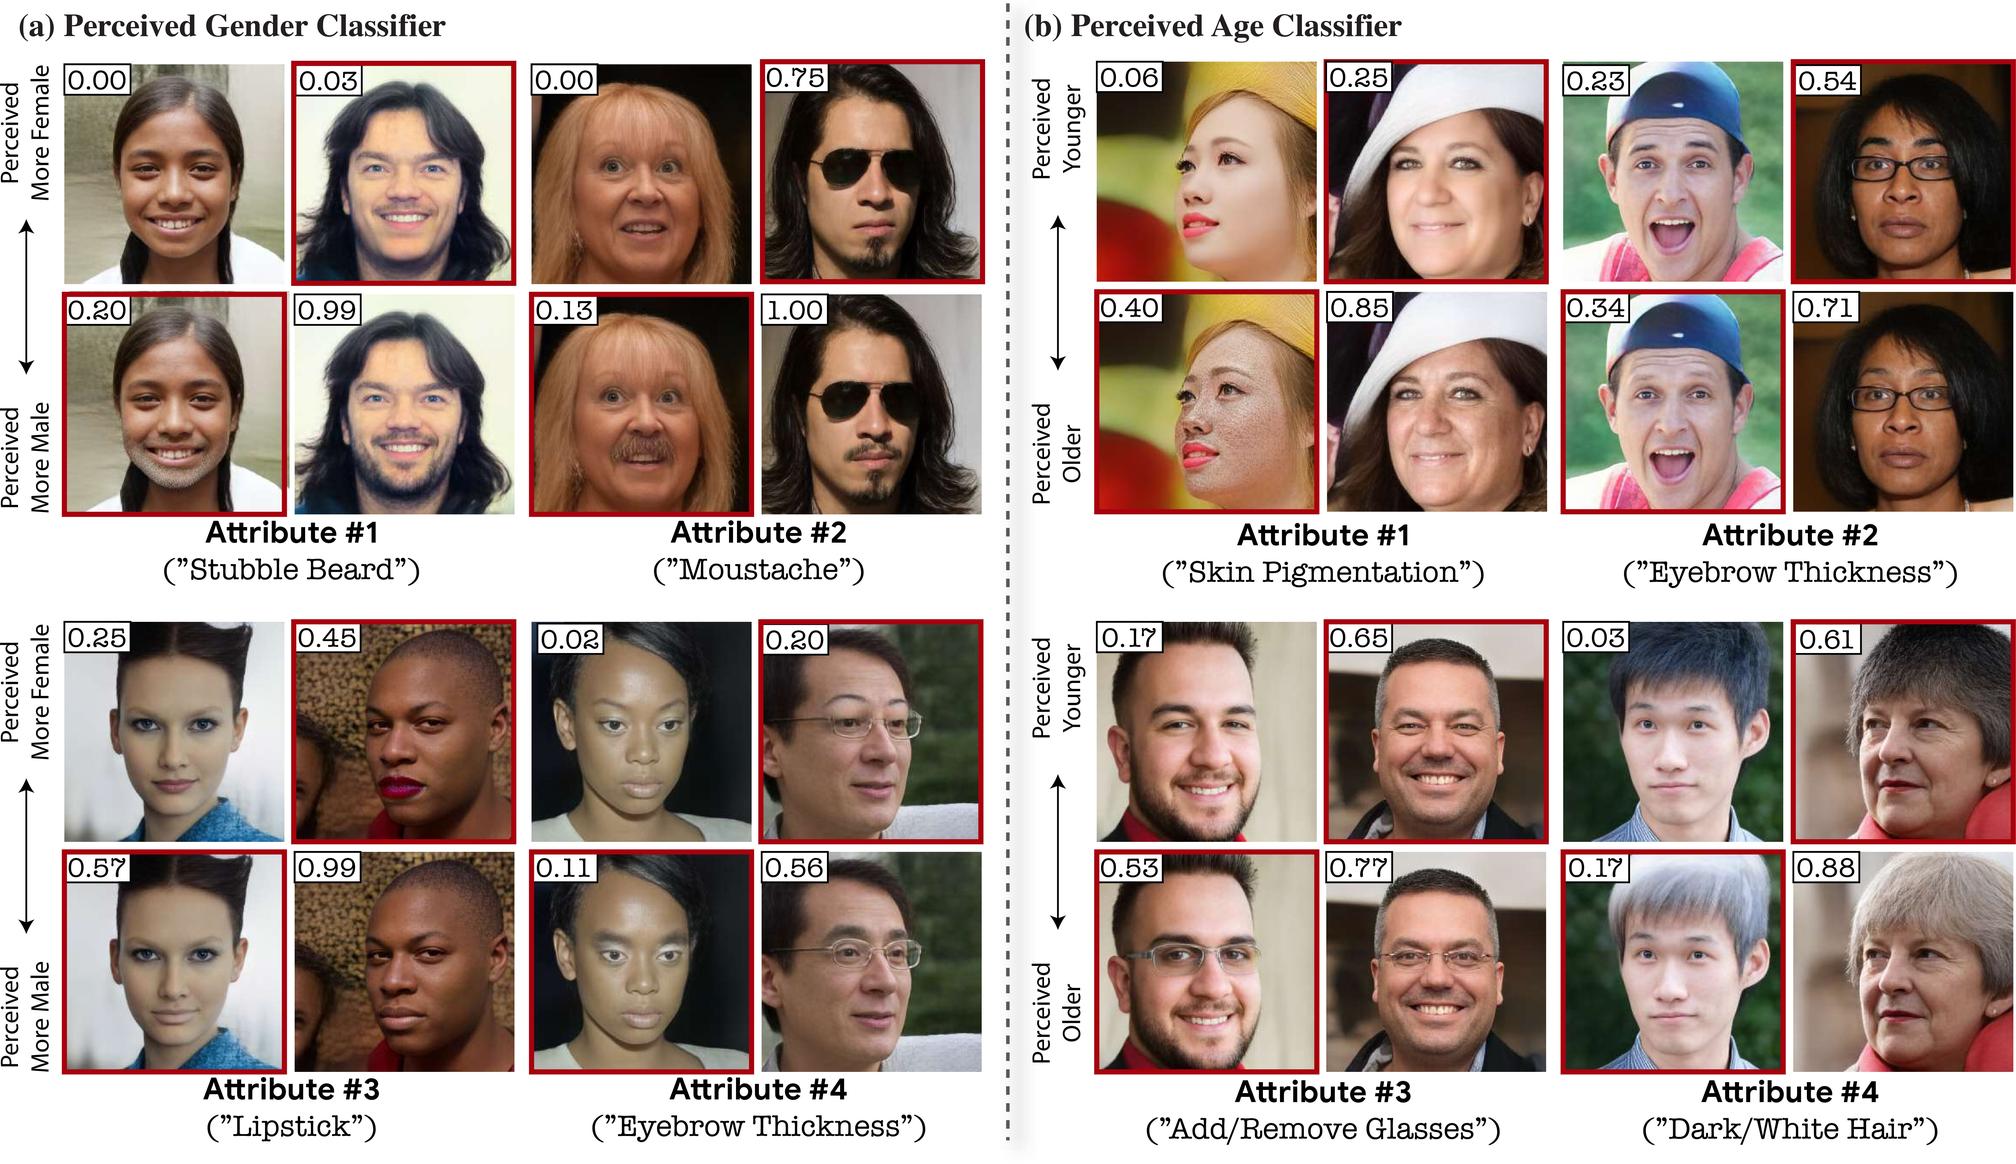 (a) Perceived Gender Classifier
Perceived
More Female
Perceived
More Male
0.00
0.03
0.00
0.75
0.20
0.99
0.13
1.00
Attribute #1
("Stubble Beard")
Attribute #2
("Moustache")
Perceived
More Female
Perceived
More Male
0.25
0.45
0.02
0.20
0.57
0.99
0.11
0.56
Attribute #3
("Lipstick")
Attribute #4
("Eyebrow Thickness")
(b) Perceived Age Classifier
Perceived
Younger
Perceived
Older
0.06
0.25
0.23
0.54
0.40
0.85
0.34
0.71
Attribute #1
("Skin Pigmentation")
Attribute #2
("Eyebrow Thickness")
Perceived
Younger
Perceived
Older
0.17
0.65
0.03
0.61
0.53
0.77
0.17
0.88
Attribute #3
("Add/Remove Glasses")
Attribute #4
("Dark/White Hair")